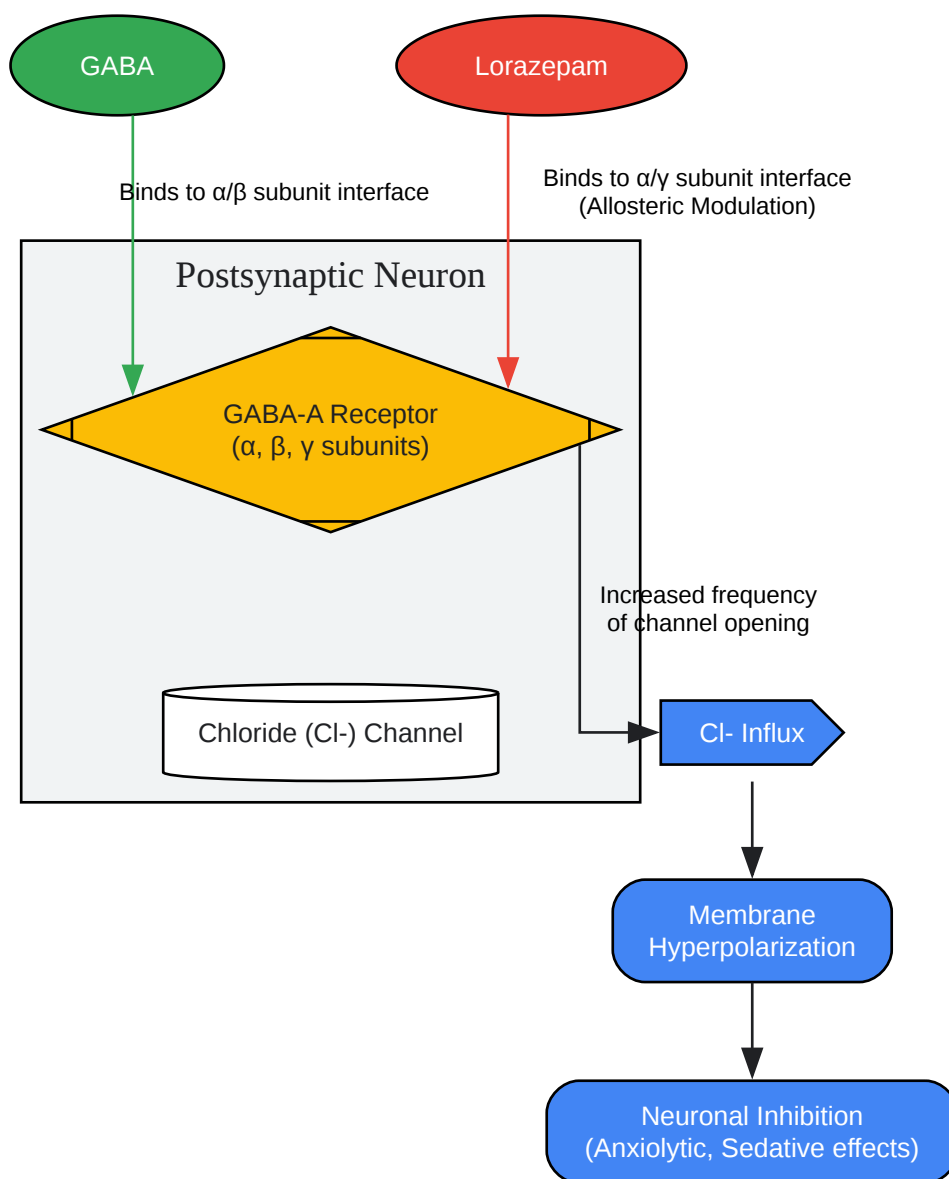 GABA
Lorazepam
Binds to α/β subunit interface
Binds to α/γ subunit interface
(Allosteric Modulation)
Postsynaptic Neuron
GABA-A Receptor
(α, β, γ subunits)
Increased frequency
of channel opening
Chloride (Cl-) Channel
Cl- Influx
Membrane
Hyperpolarization
Neuronal Inhibition
(Anxiolytic, Sedative effects)